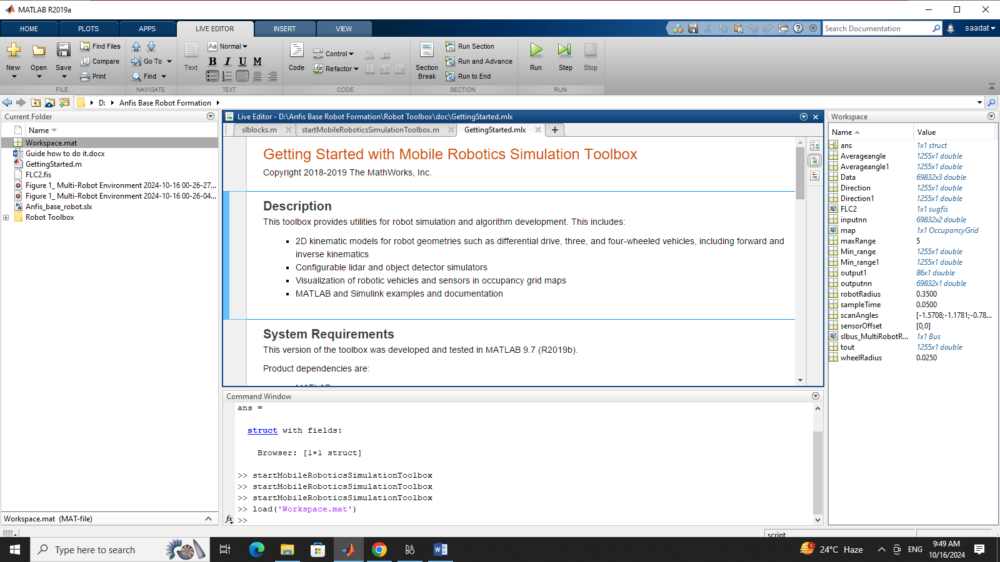 MATLAB R2019a
HOME PLOTS APPS LIVE EDITOR INSERT VIEW
Search Documentation
saadat
New Open Save Find Files Compare Print
Go To Find
Text Aa Normal B I U M
Code Control Refactor
Section Break Run Section Run and Advance Run to End
Run Step Stop
FILE NAVIGATE TEXT CODE SECTION RUN
D: Anfis Base Robot Formation
Current Folder
Name
Workspace.mat
Guide how to do it.docx
GettingStarted.m
FLC2.fis
Figure 1_ Multi-Robot Environment 2024-10-16 00-26-27...
Figure 1_ Multi-Robot Environment 2024-10-16 00-26-04...
Anfis_base_robot.slx
Robot Toolbox
Workspace.mat (MAT-file)
Live Editor - D:\Anfis Base Robot Formation\Robot Toolbox\doc\GettingStarted.mlx
slblocks.m startMobileRoboticsSimulationToolbox.m GettingStarted.mlx
Getting Started with Mobile Robotics Simulation Toolbox
Copyright 2018-2019 The MathWorks, Inc.
Description
This toolbox provides utilities for robot simulation and algorithm development. This includes:
2D kinematic models for robot geometries such as differential drive, three, and four-wheeled vehicles, including forward and
inverse kinematics
Configurable lidar and object detector simulators
Visualization of robotic vehicles and sensors in occupancy grid maps
MATLAB and Simulink examples and documentation
System Requirements
This version of the toolbox was developed and tested in MATLAB 9.7 (R2019b).
Product dependencies are:
MATLAB
Command Window
ans =
struct with fields:
Browser: [1×1 struct]
>> startMobileRoboticsSimulationToolbox
>> startMobileRoboticsSimulationToolbox
>> startMobileRoboticsSimulationToolbox
>> load('Workspace.mat')
fx >>
Workspace
Name Value
ans 1x1 struct
Averageangle 1255x1 double
Averageangle1 1255x1 double
Data 69832x3 double
Direction 1255x1 double
Direction1 1255x1 double
FLC2 1x1 sugfis
inputnn 69832x2 double
map 1x1 OccupancyGrid
maxRange 5
Min_range 1255x1 double
Min_range1 1255x1 double
output1 86x1 double
outputnn 69832x1 double
robotRadius 0.3500
sampleTime 0.0500
scanAngles [-1.5708;-1.1781;-0.78...
sensorOffset [0,0]
slbus_MultiRobotR... 1x1 Bus
tout 1255x1 double
wheelRadius 0.0250
script
Type here to search
24°C Haze
ENG
9:49 AM
10/16/2024